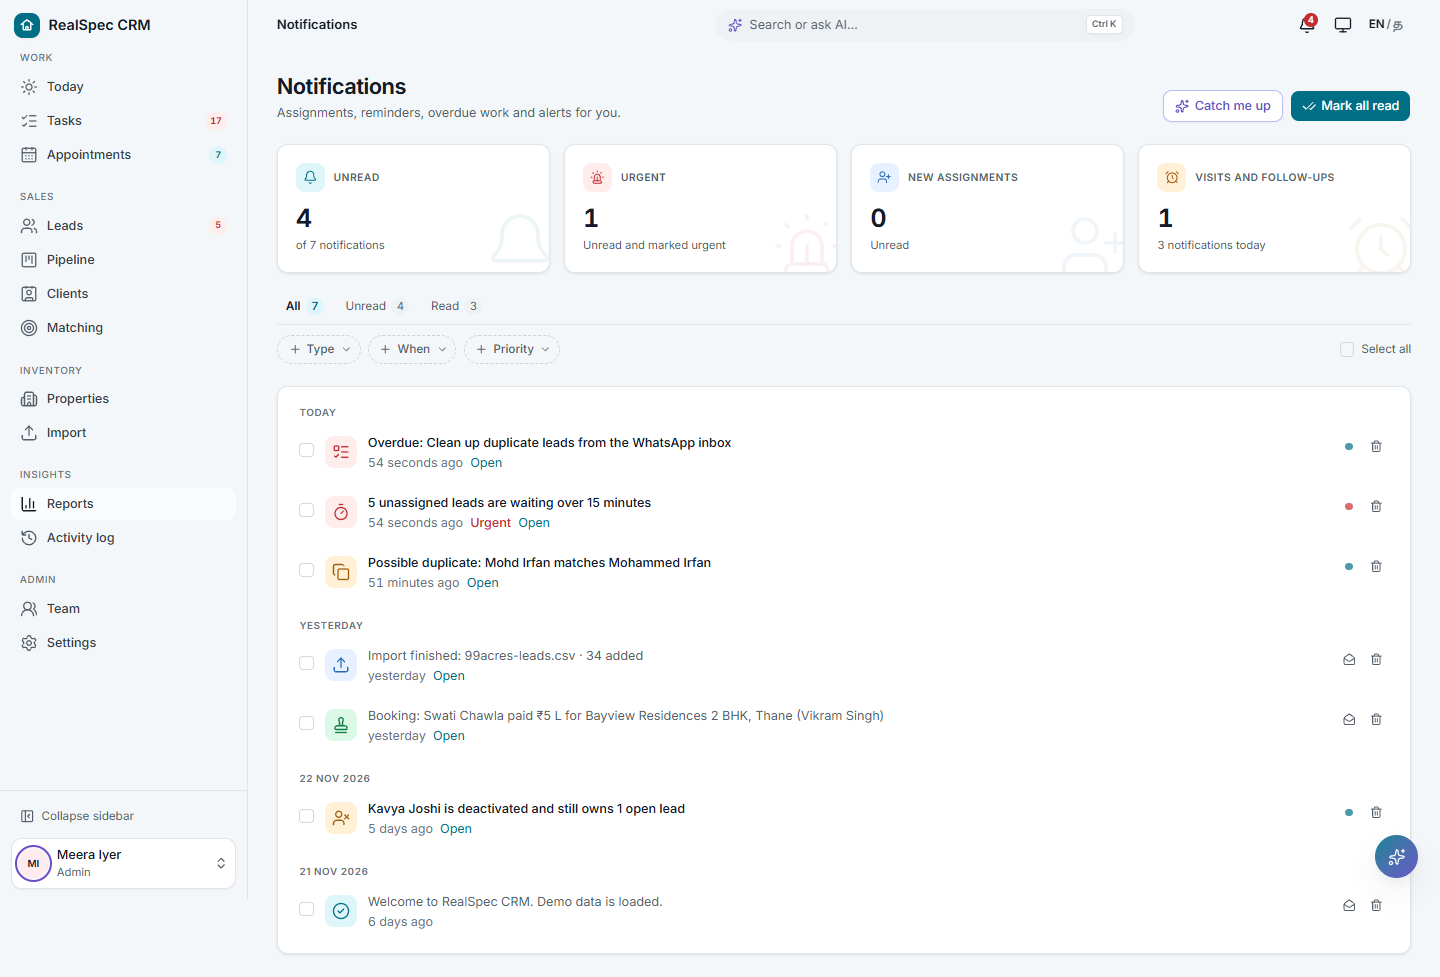 RealSpec CRM
WORK
Today
Tasks 17
Appointments 7
SALES
Leads 5
Pipeline
Clients
Matching
INVENTORY
Properties
Import
INSIGHTS
Reports
Activity log
ADMIN
Team
Settings
Collapse sidebar
MI
Meera Iyer
Admin
Notifications
Search or ask AI... Ctrl K
4
EN / த
Notifications
Assignments, reminders, overdue work and alerts for you.
Catch me up
Mark all read
UNREAD
4
of 7 notifications
URGENT
1
Unread and marked urgent
NEW ASSIGNMENTS
0
Unread
VISITS AND FOLLOW-UPS
1
3 notifications today
All 7 Unread 4 Read 3
Type When Priority
Select all
TODAY
Overdue: Clean up duplicate leads from the WhatsApp inbox
54 seconds ago Open
5 unassigned leads are waiting over 15 minutes
54 seconds ago Urgent Open
Possible duplicate: Mohd Irfan matches Mohammed Irfan
51 minutes ago Open
YESTERDAY
Import finished: 99acres-leads.csv · 34 added
yesterday Open
Booking: Swati Chawla paid ₹5 L for Bayview Residences 2 BHK, Thane (Vikram Singh)
yesterday Open
22 NOV 2026
Kavya Joshi is deactivated and still owns 1 open lead
5 days ago Open
21 NOV 2026
Welcome to RealSpec CRM. Demo data is loaded.
6 days ago